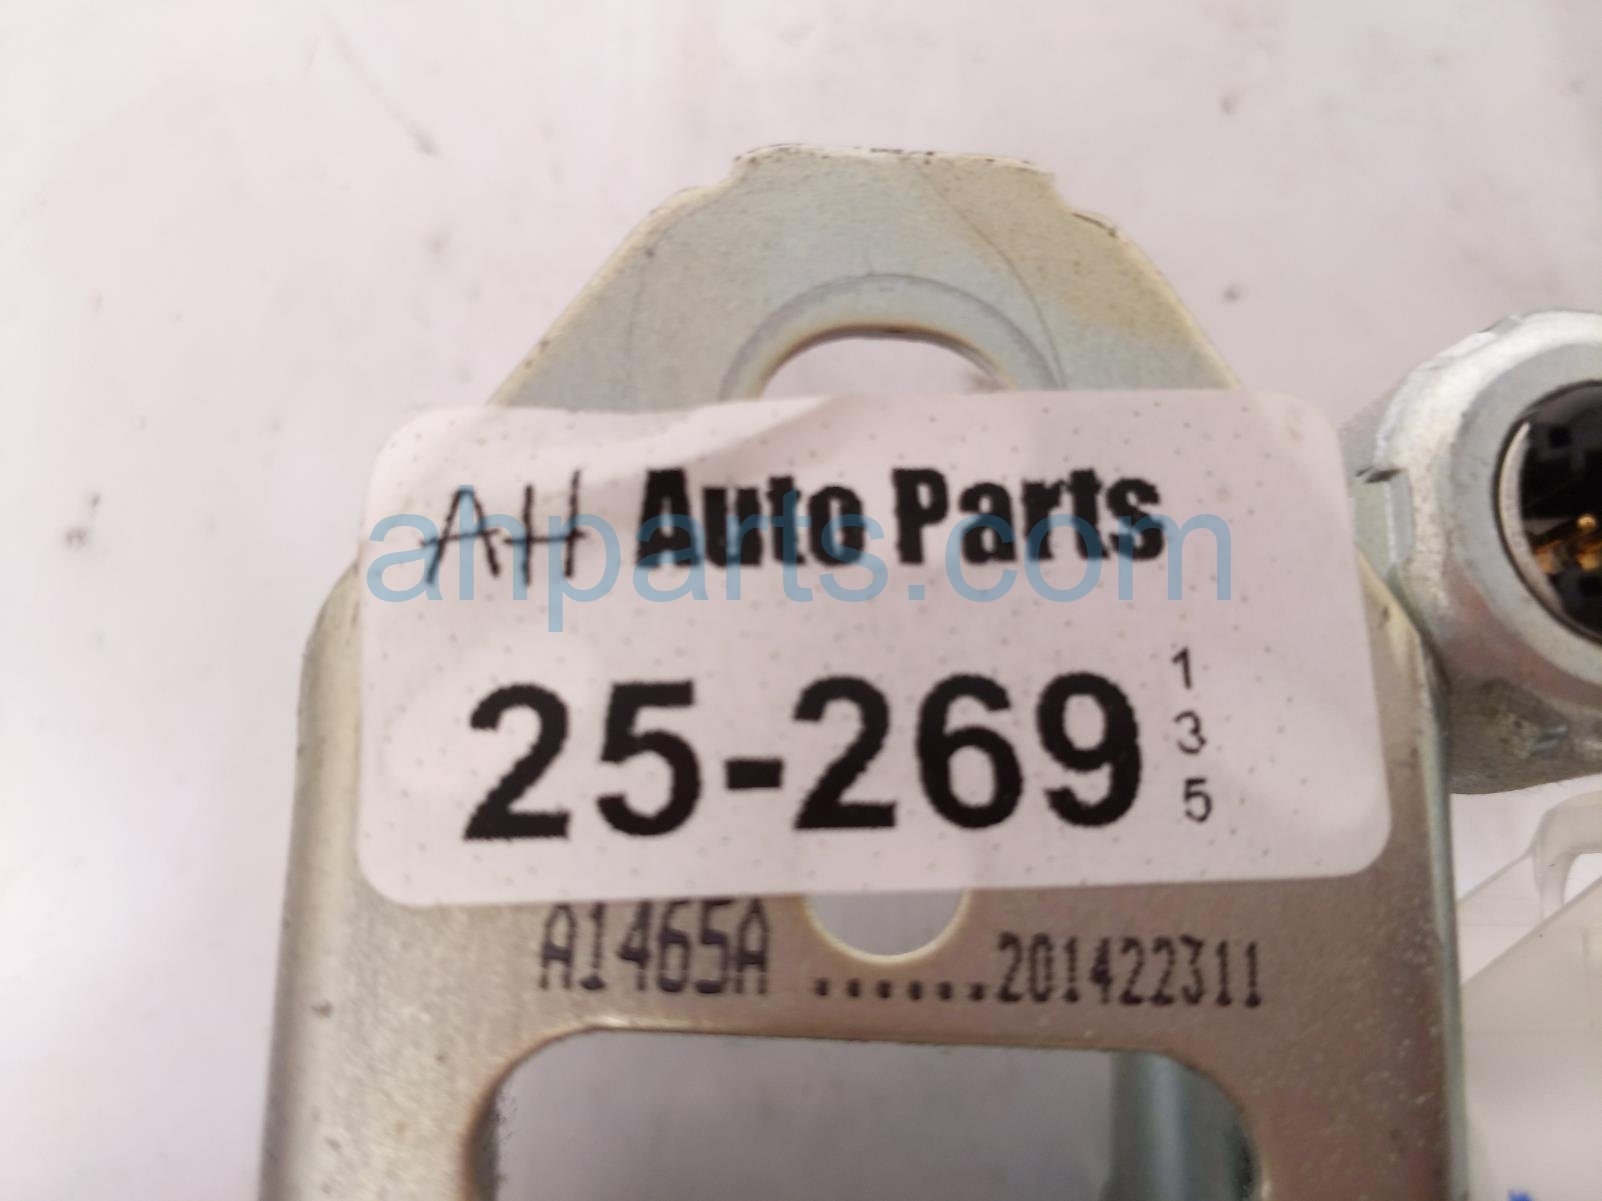 AH Auto Parts
ahparts.com
25-269
1
3
5
A1465A ......201422311